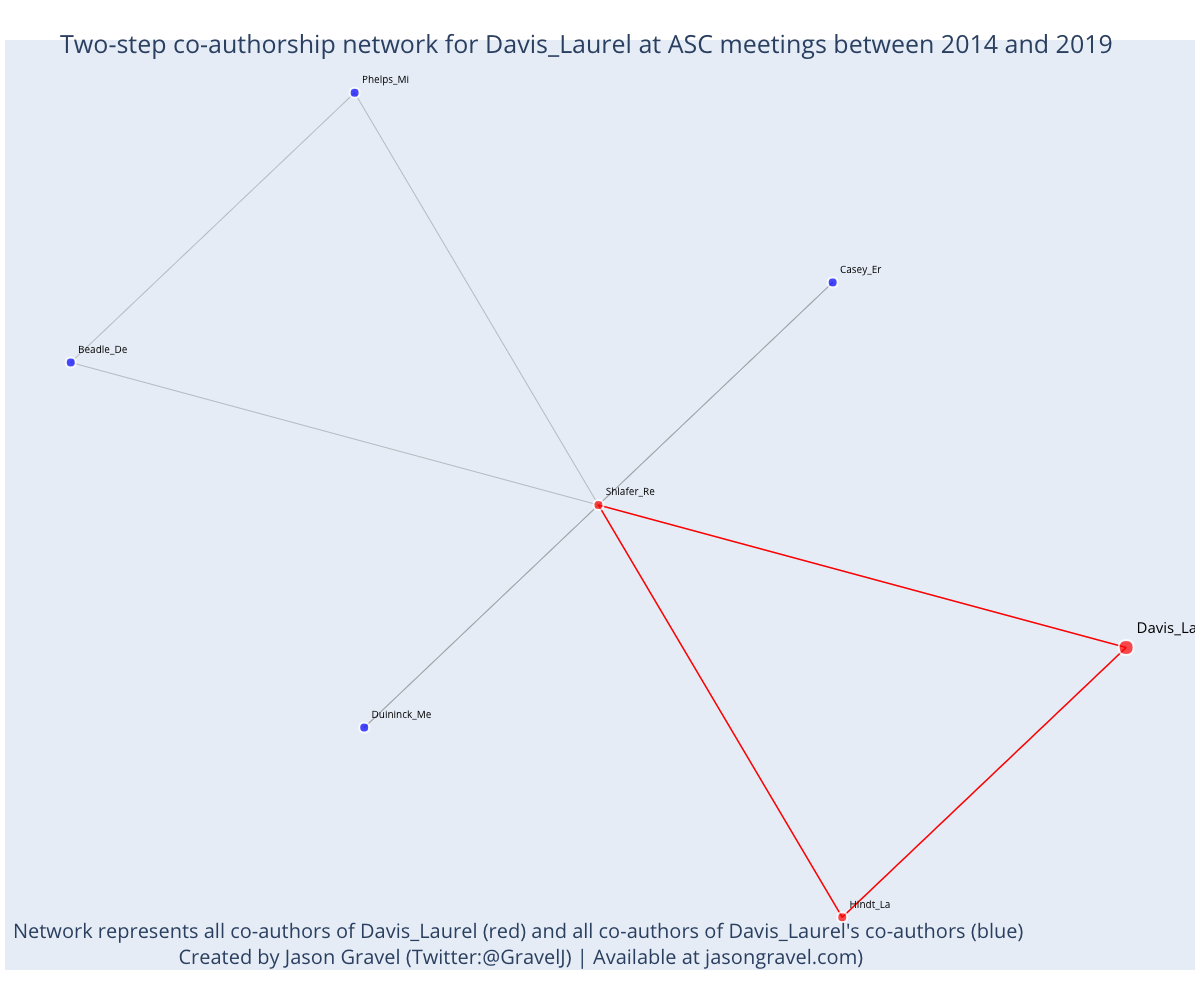 Two-step co-authorship network for Davis_Laurel at ASC meetings between 2014 and 2019
Phelps_Mi
Casey_Er
Beadle_De
Shlafer_Re
Davis_La
Duininck_Me
Hindt_La
Network represents all co-authors of Davis_Laurel (red) and all co-authors of Davis_Laurel's co-authors (blue)
Created by Jason Gravel (Twitter:@GravelJ) | Available at jasongravel.com)